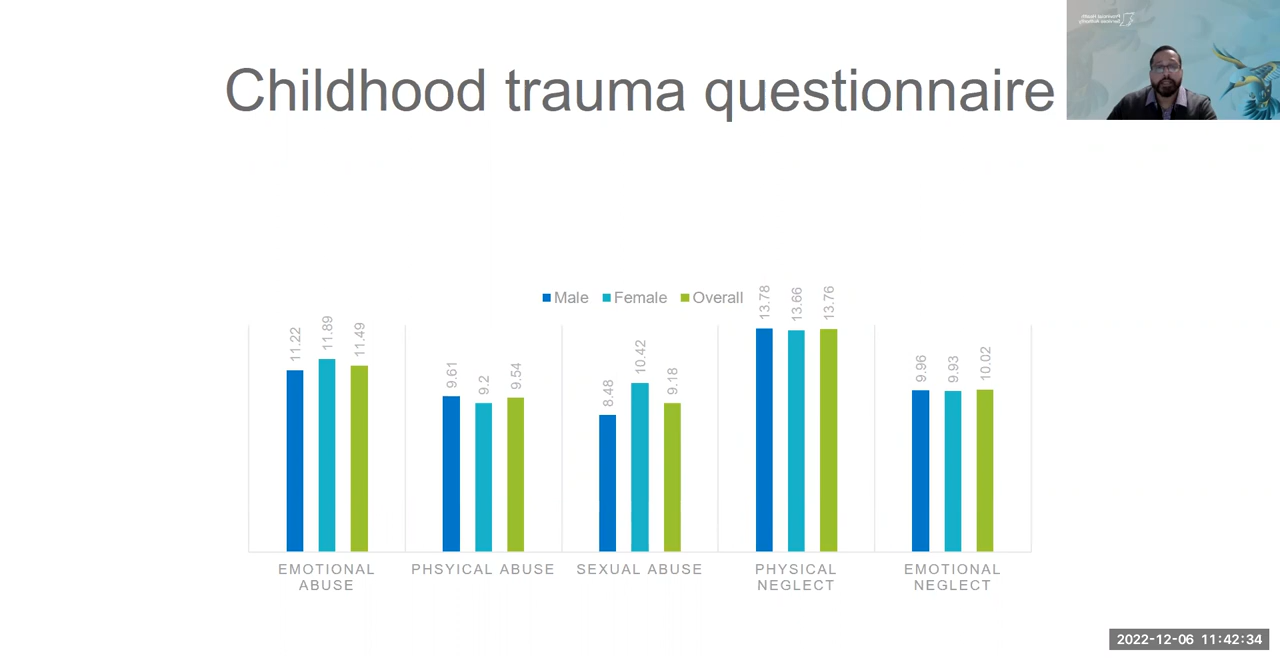 Childhood trauma questionnaire
Male Female Overall
11.22
11.89
11.49
9.61
9.2
9.54
8.48
10.42
9.18
13.78
13.66
13.76
9.96
9.93
10.02
EMOTIONAL
ABUSE
PHSYICAL ABUSE
SEXUAL ABUSE
PHYSICAL
NEGLECT
EMOTIONAL
NEGLECT
2022-12-06 11:42:34